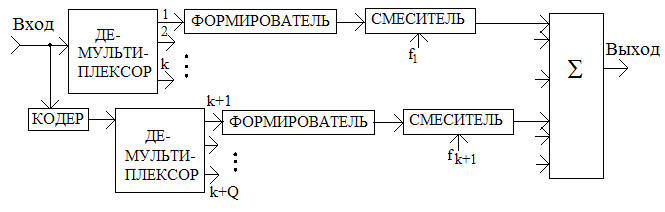 Вход
ДЕ-
МУЛЬТИ-
ПЛЕКСОР
1
2
k
ФОРМИРОВАТЕЛЬ
СМЕСИТЕЛЬ
f1
Σ
Выход
КОДЕР
ДЕ-
МУЛЬТИ-
ПЛЕКСОР
k+1
k+Q
ФОРМИРОВАТЕЛЬ
СМЕСИТЕЛЬ
fk+1